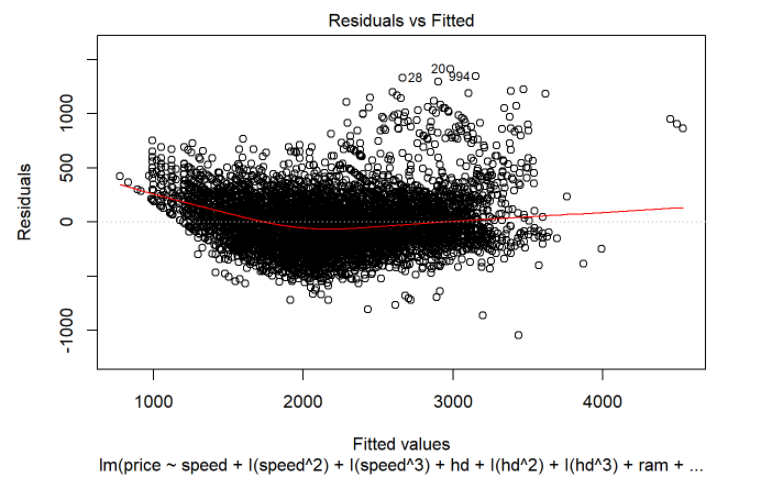 Residuals vs Fitted
20
28
994
Residuals
1000
500
0
-1000
1000 2000 3000 4000
Fitted values
lm(price ~ speed + I(speed^2) + I(speed^3) + hd + I(hd^2) + I(hd^3) + ram + ...